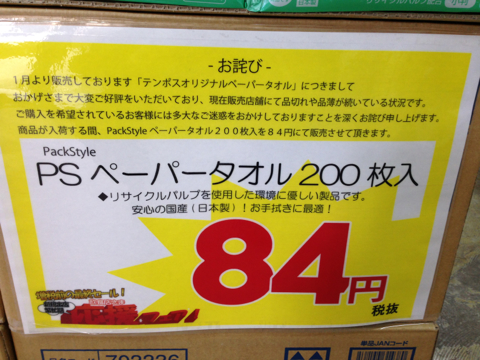 - お詫び -
1月より販売しております「テンポスオリジナルペーパータオル」につきまして
おかげさまで大変ご好評をいただいており、現在販売店舗にて品切れや品薄が続いている状況です。
ご購入を希望されているお客様には多大なご迷惑をおかけしておりますことを深くお詫び申し上げます。
商品が入荷する間、PackStyleペーパータオル200枚入を84円にて販売させて頂きます。
PackStyle
PS ペーパータオル 200 枚入
◆リサイクルパルプを使用した環境に優しい製品です。
安心の国産(日本製)!お手拭きに最適!
84円
税抜
単品JANコード